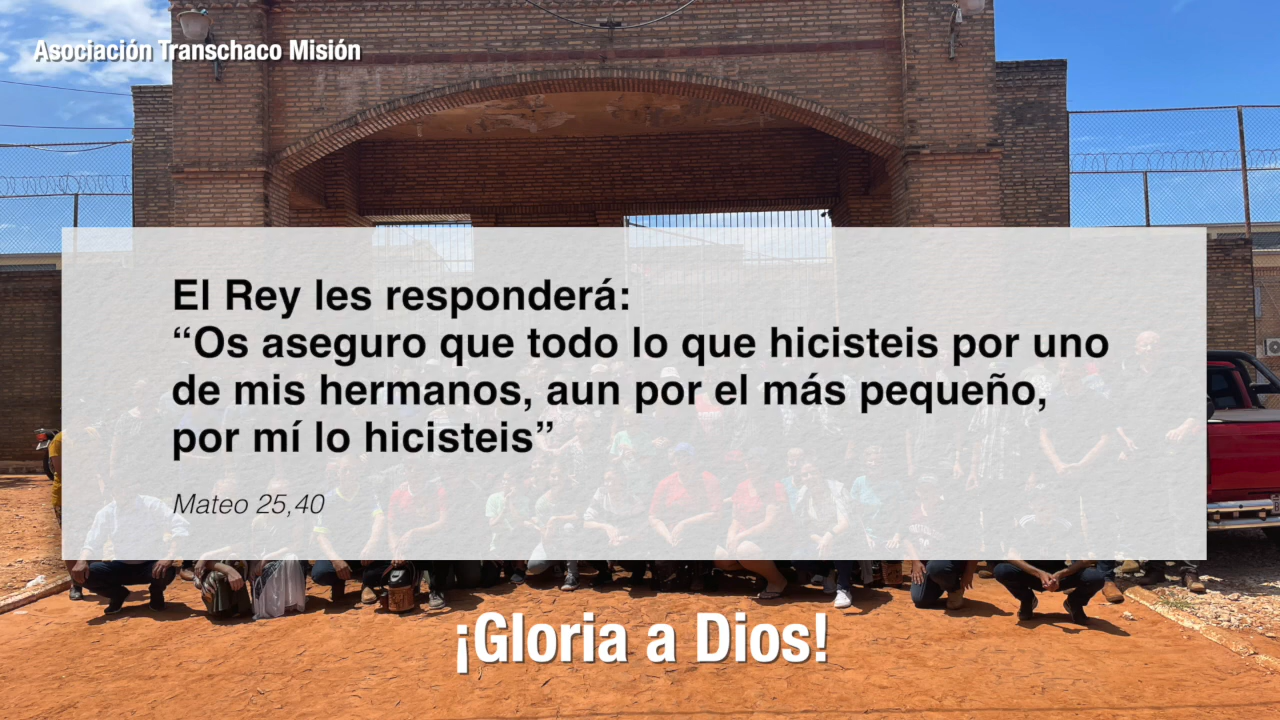 Asociación Transchaco Misión
El Rey les responderá:
“Os aseguro que todo lo que hicisteis por uno
de mis hermanos, aun por el más pequeño,
por mí lo hicisteis”
Mateo 25,40
¡Gloria a Dios!